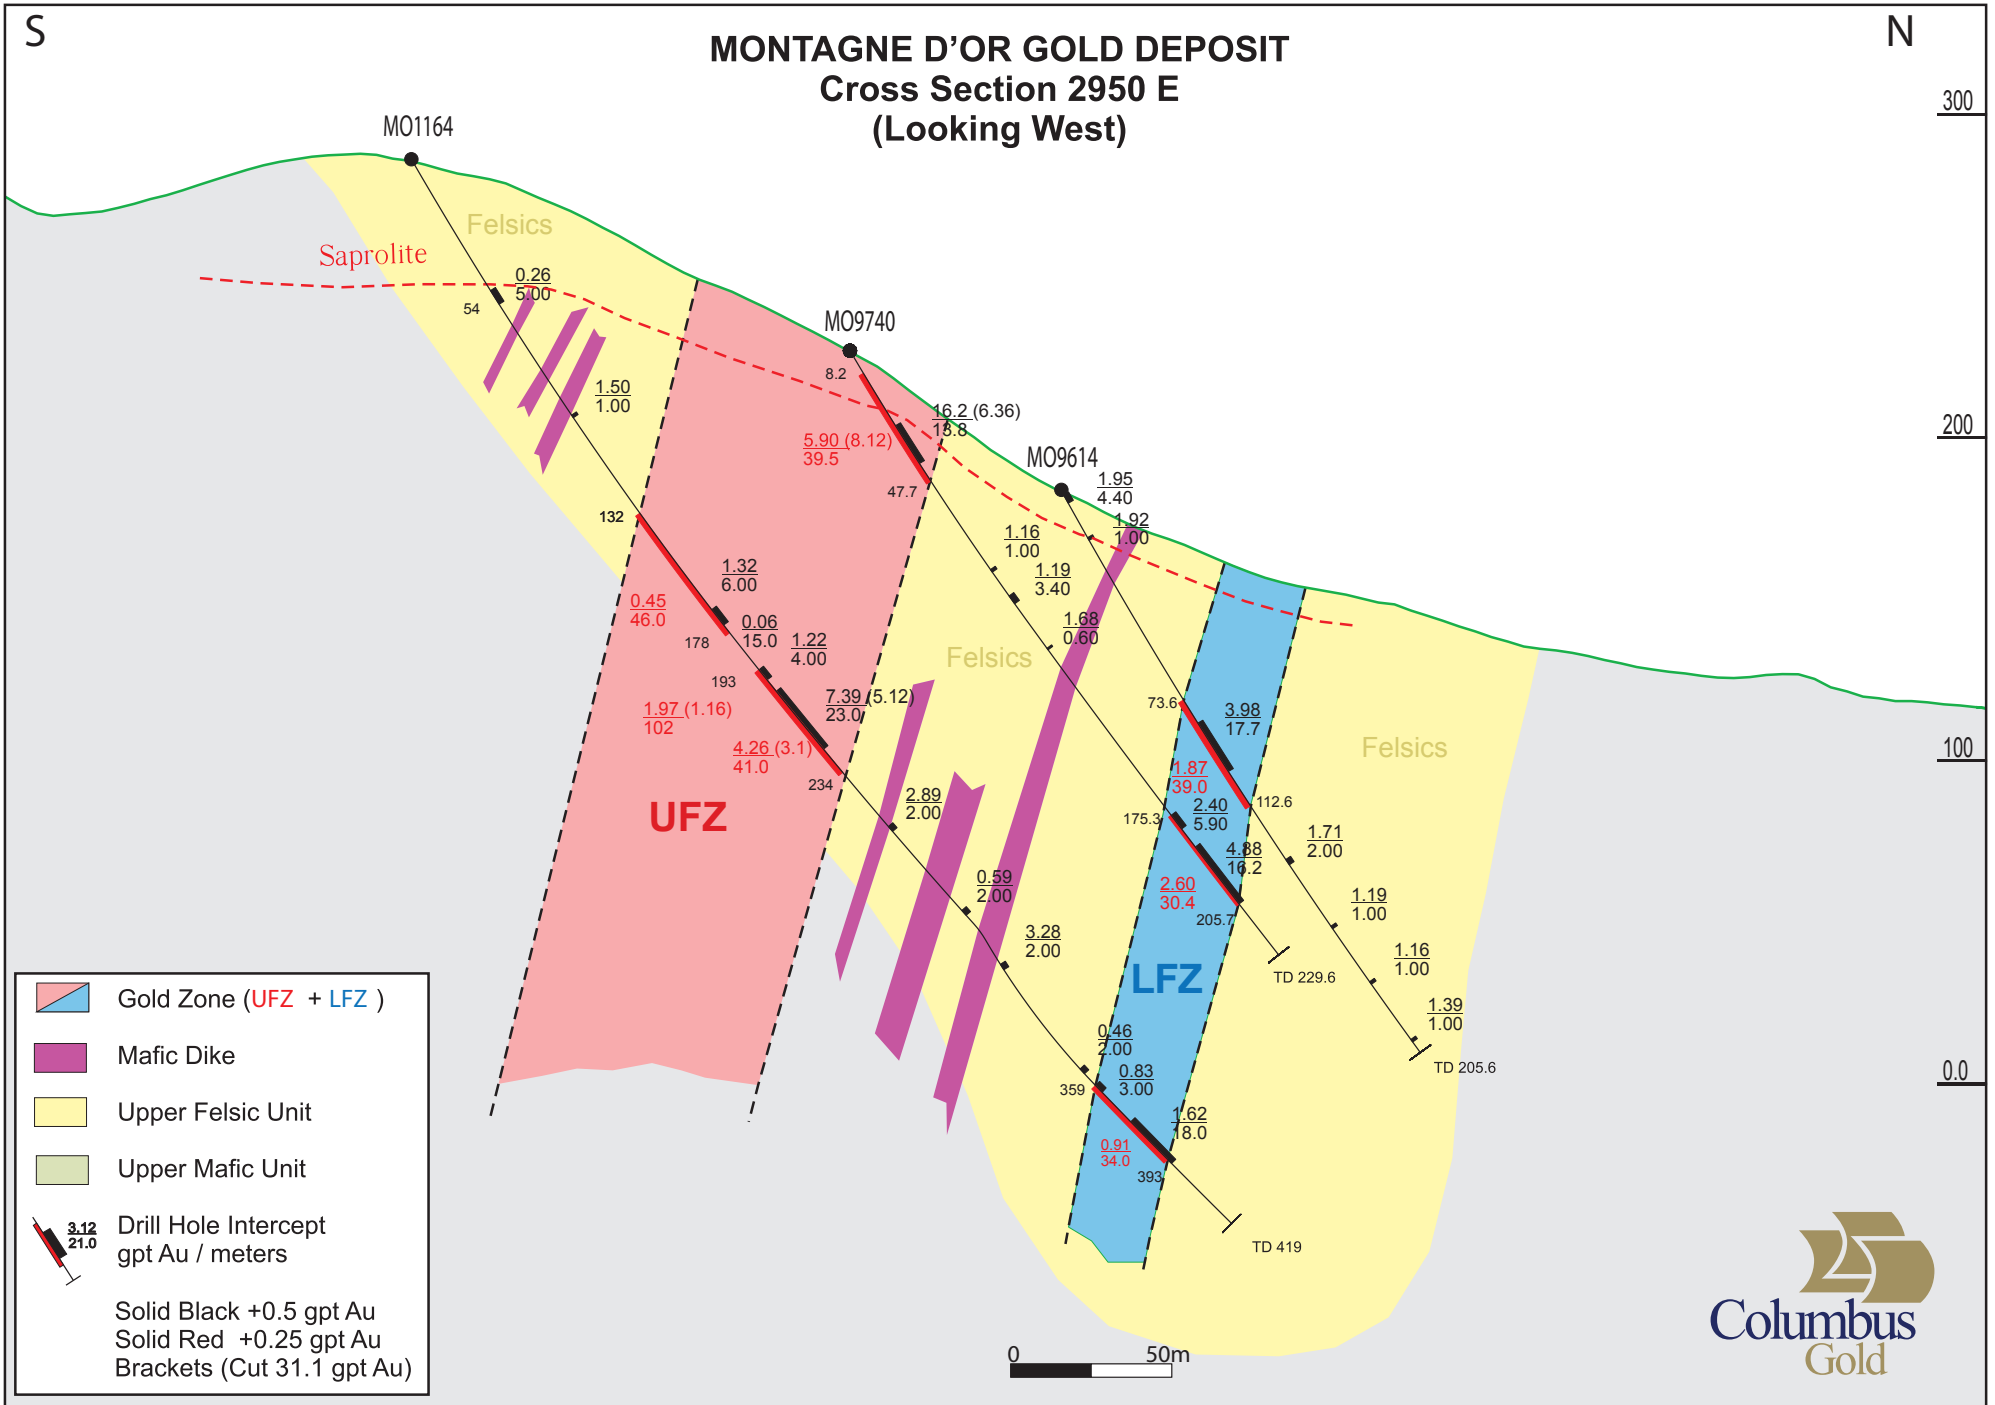 S
N
MONTAGNE D'OR GOLD DEPOSIT
Cross Section 2950 E
(Looking West)
300
MO1164
Felsics
Saprolite
0.26
5.00
54
MO9740
8.2
1.50
1.00
16.2 (6.36)
13.8
200
5.90 (8.12)
39.5
MO9614
1.95
4.40
47.7
132
1.92
1.00
1.16
1.00
1.19
3.40
1.32
6.00
0.45
46.0
0.06
15.0
1.68
0.60
178
1.22
4.00
Felsics
193
7.39 (5.12)
23.0
73.6
3.98
17.7
1.97 (1.16)
102
4.26 (3.1)
41.0
Felsics
100
234
1.87
39.0
2.89
2.00
112.6
UFZ
175.3
2.40
5.90
1.71
2.00
4.88
16.2
0.59
2.00
2.60
30.4
1.19
1.00
205.7
3.28
2.00
1.16
1.00
LFZ
TD 229.6
1.39
1.00
0.46
2.00
TD 205.6
0.0
0.83
3.00
359
1.62
18.0
0.91
34.0
393
TD 419
Gold Zone (UFZ + LFZ )
Mafic Dike
Upper Felsic Unit
Upper Mafic Unit
3.12
21.0
Drill Hole Intercept
gpt Au / meters
Solid Black +0.5 gpt Au
Solid Red +0.25 gpt Au
Brackets (Cut 31.1 gpt Au)
0
50m
Columbus
Gold